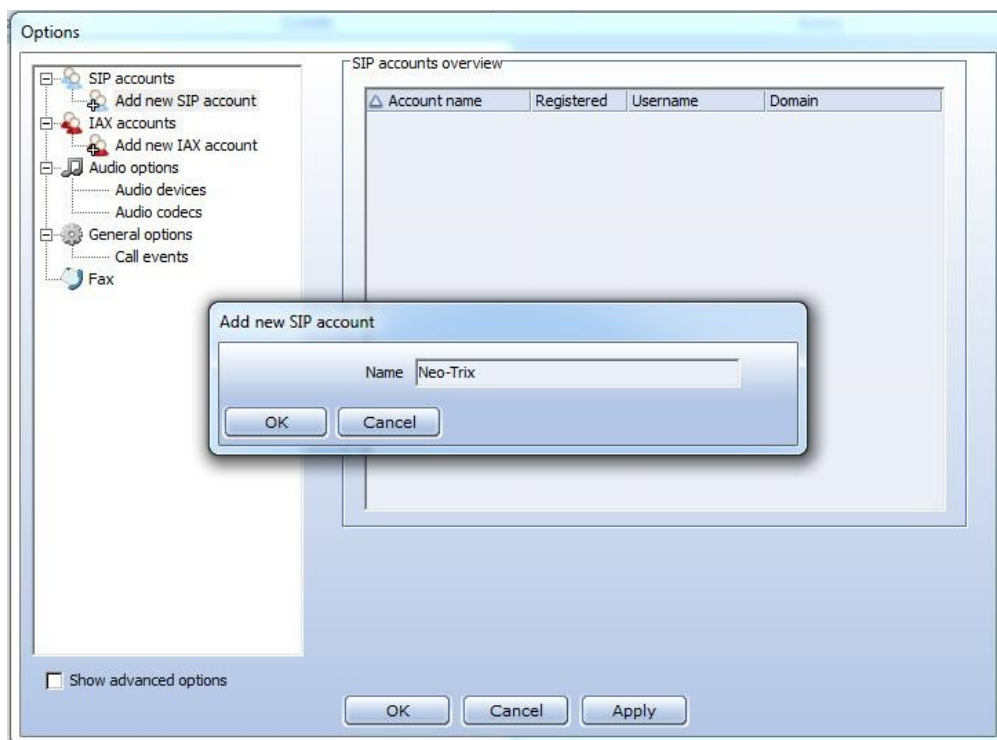 Options
SIP accounts
Add new SIP account
IAX accounts
Add new IAX account
Audio options
Audio devices
Audio codecs
General options
Call events
Fax
SIP accounts overview
Account name Registered Username Domain
Add new SIP account
Name Neo-Trix
OK Cancel
Show advanced options
OK Cancel Apply